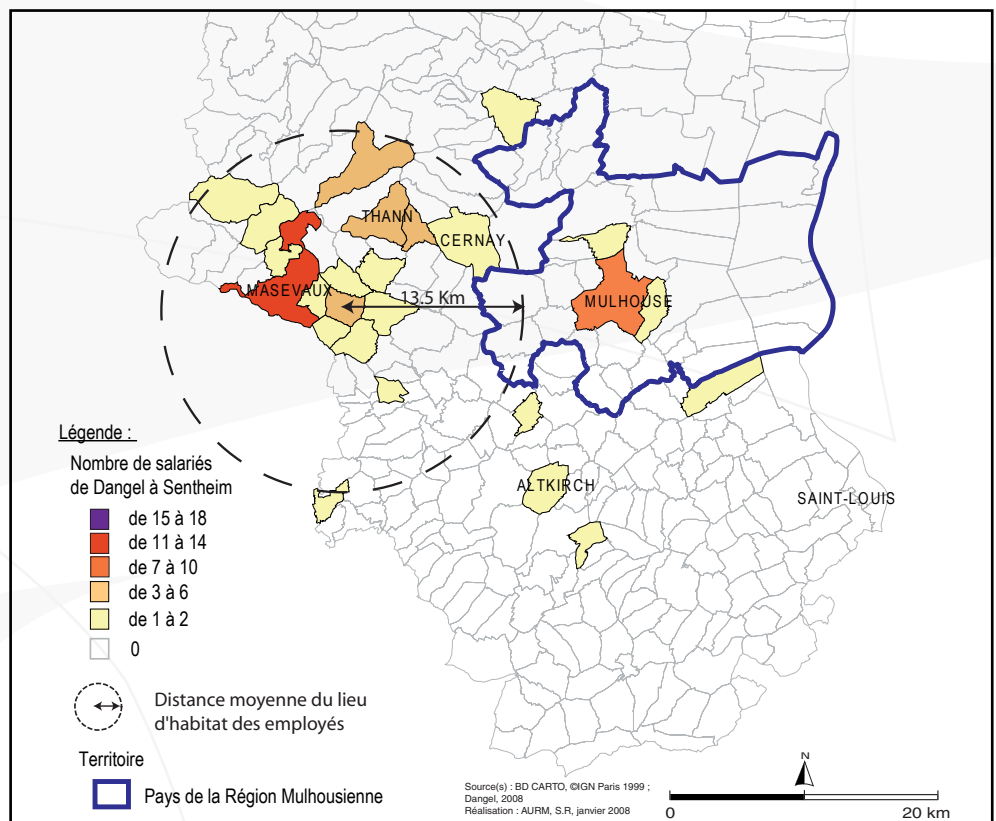 THANN
CERNAY
MASEVAUX
13.5 Km
MULHOUSE
ALTKIRCH
SAINT-LOUIS
Légende :
Nombre de salariés
de Dangel à Sentheim
de 15 à 18
de 11 à 14
de 7 à 10
de 3 à 6
de 1 à 2
0
Distance moyenne du lieu
d'habitat des employés
Territoire
Pays de la Région Mulhousienne
Source(s) : BD CARTO, ©IGN Paris 1999 ;
Dangel, 2008
Réalisation : AURM, S.R, janvier 2008
N
0
20 km